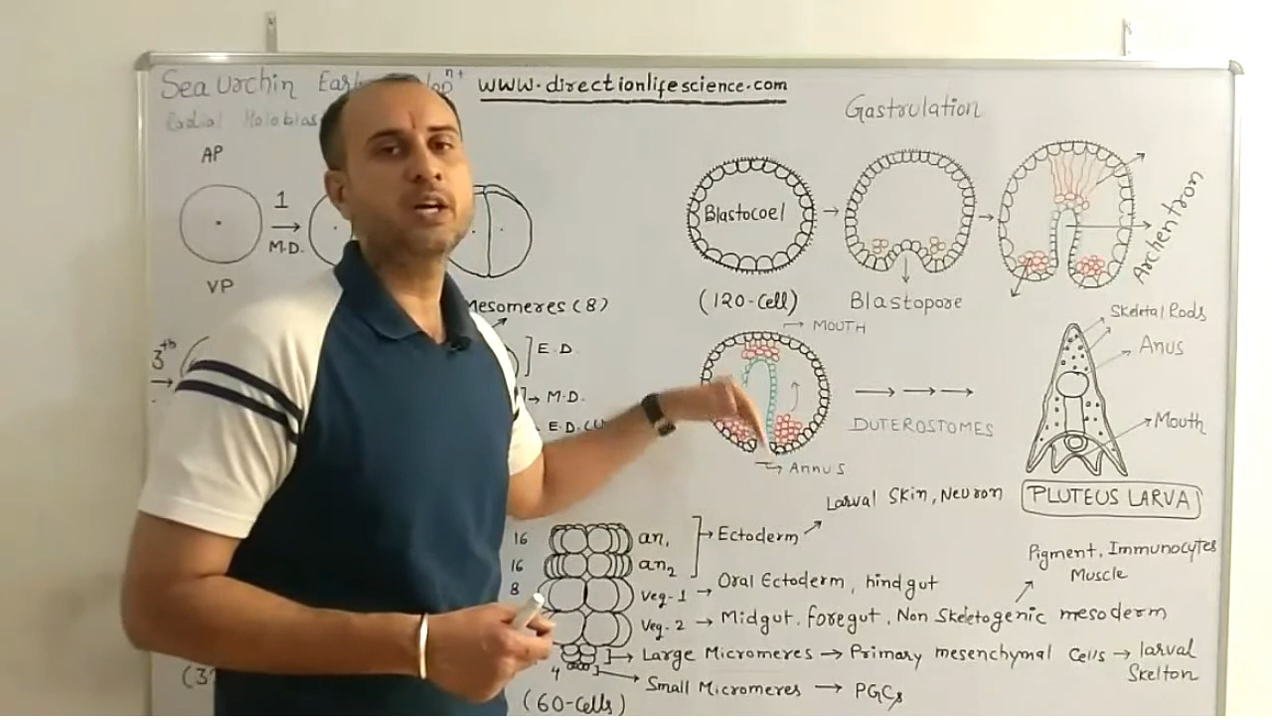 Sea Urchin
www.directionlifescience.com
Gastrulation
Radial
AP
1
M.D.
VP
Blastocoel
Archentron
(120-Cell)
Blastopore
Mesomeres (8)
3th
E.D.
M.D.
E.D.
MOUTH
ANNUS
DUTEROSTOMES
Skeletal Rods
Anus
Mouth
PLUTEUS LARVA
Larval Skin, Neuron
16 an1 Ectoderm
16 an2
8 Veg-1 → Oral Ectoderm, hindgut
Pigment, Immunocytes
Muscle
Veg-2 → Midgut, foregut, Non Skeletogenic mesoderm
Large Micromeres → Primary mesenchymal Cells → larval
Skelton
4 Small Micromeres → PGCs
(60-Cells)